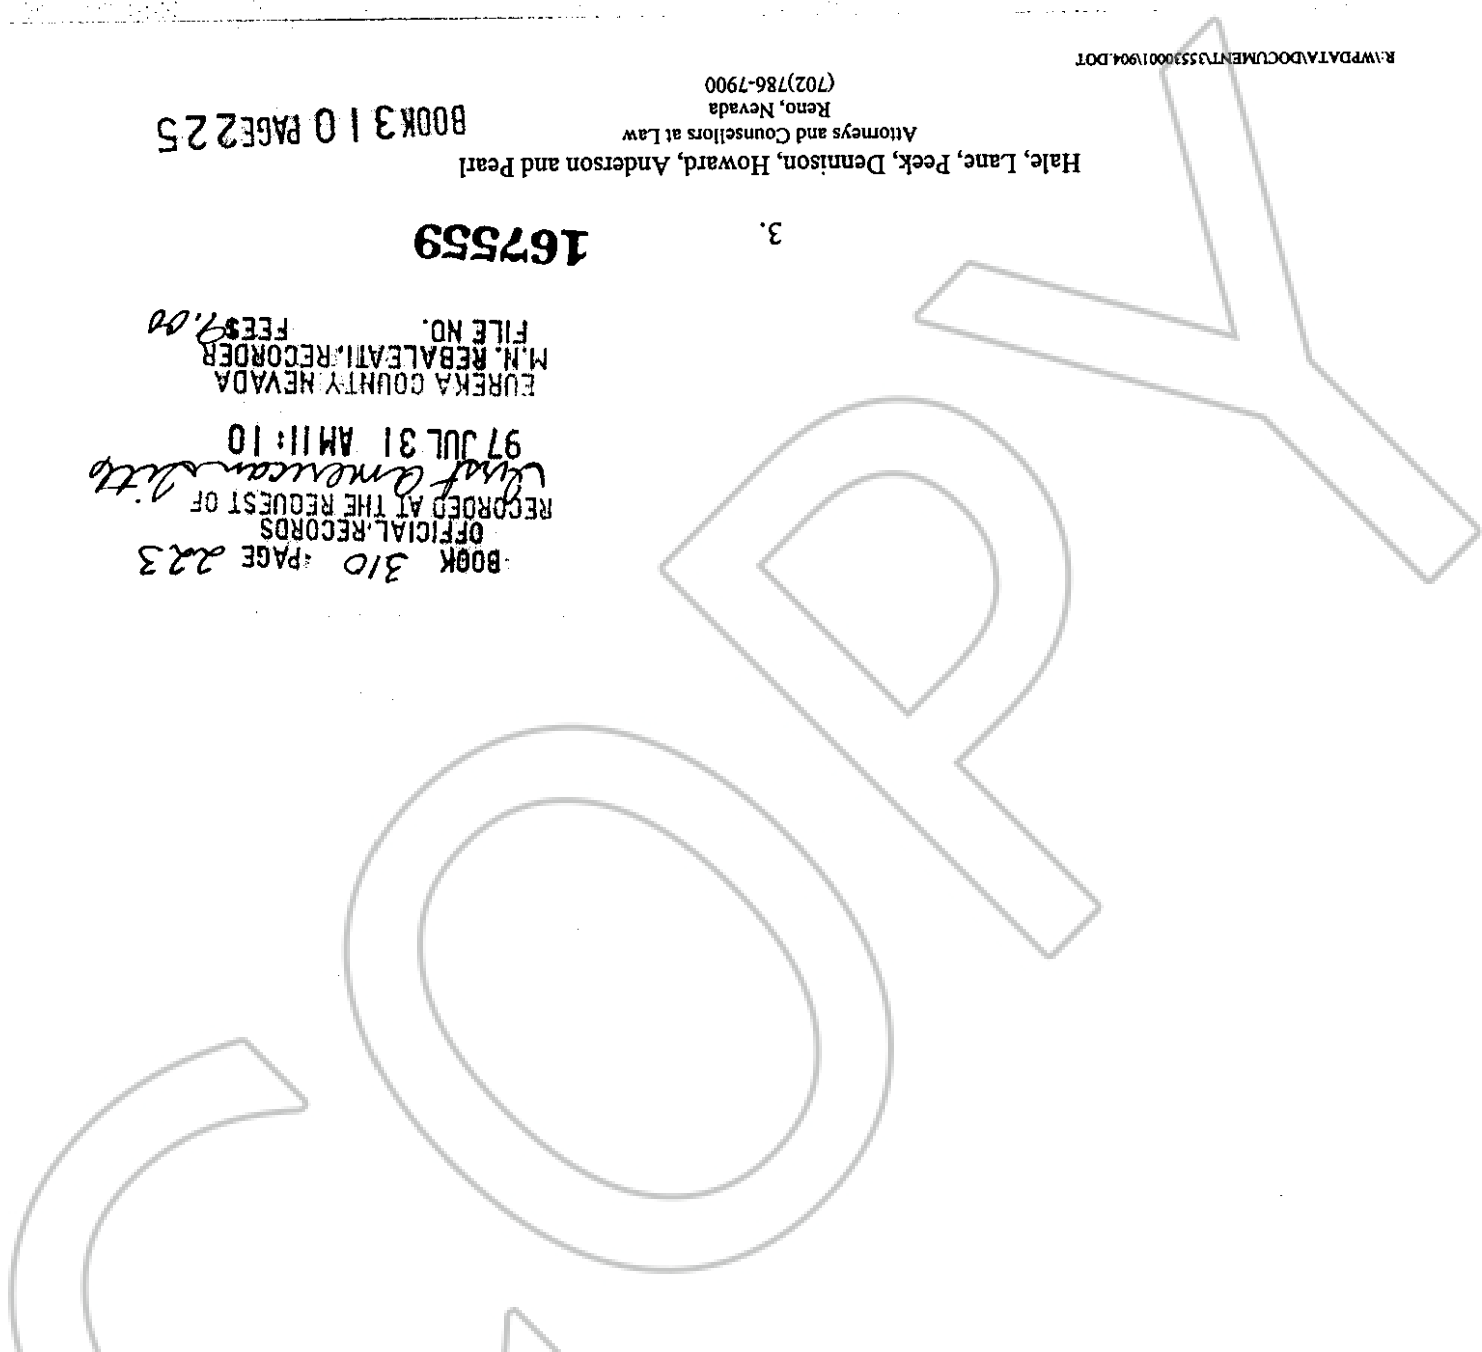 BOOK 310 PAGE 223
OFFICIAL RECORDS
RECORDED AT THE REQUEST OF
First American Title
97 JUL 31 AM 11:10
EUREKA COUNTY NEVADA
M.N. REBALEATI, RECORDER
FILE NO. FEE$ 9.00
167559
3.
Hale, Lane, Peek, Dennison, Howard, Anderson and Pearl
Attorneys and Counsellors at Law
Reno, Nevada
(702)786-7900
BOOK 310 PAGE 225
R:\WPDATA\DOCUMENT\35530001\904.DOT
COPY